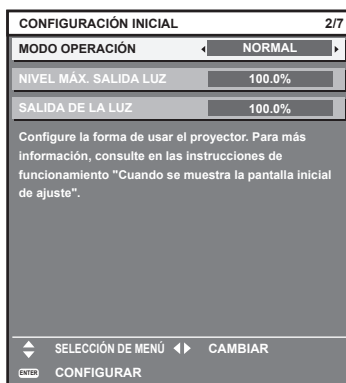 CONFIGURACIÓN INICIAL 2/7
MODO OPERACIÓN NORMAL
NIVEL MÁX. SALIDA LUZ 100.0%
SALIDA DE LA LUZ 100.0%
Configure la forma de usar el proyector. Para más
información, consulte en las instrucciones de
funcionamiento "Cuando se muestra la pantalla inicial
de ajuste".
SELECCIÓN DE MENÚ CAMBIAR
ENTER CONFIGURAR